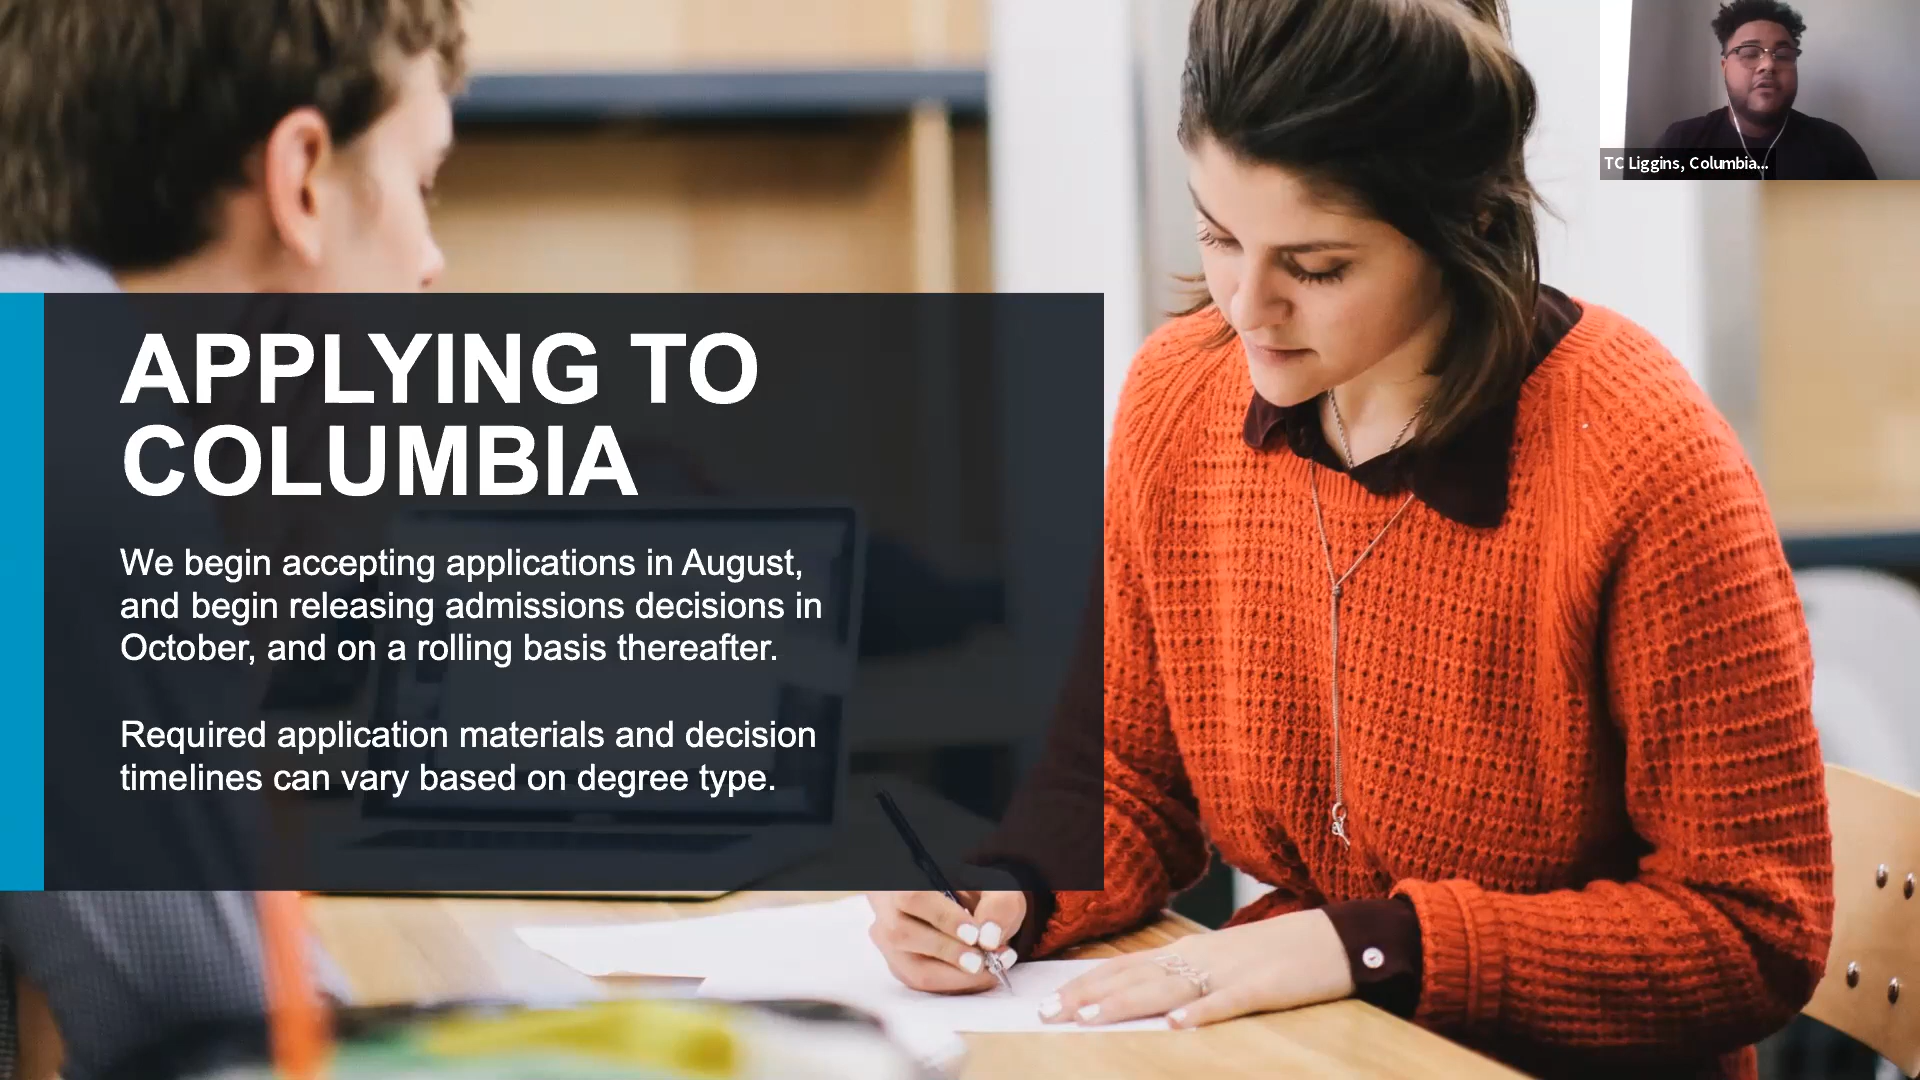 TC Liggins, Columbia...
APPLYING TO
COLUMBIA
We begin accepting applications in August,
and begin releasing admissions decisions in
October, and on a rolling basis thereafter.
Required application materials and decision
timelines can vary based on degree type.